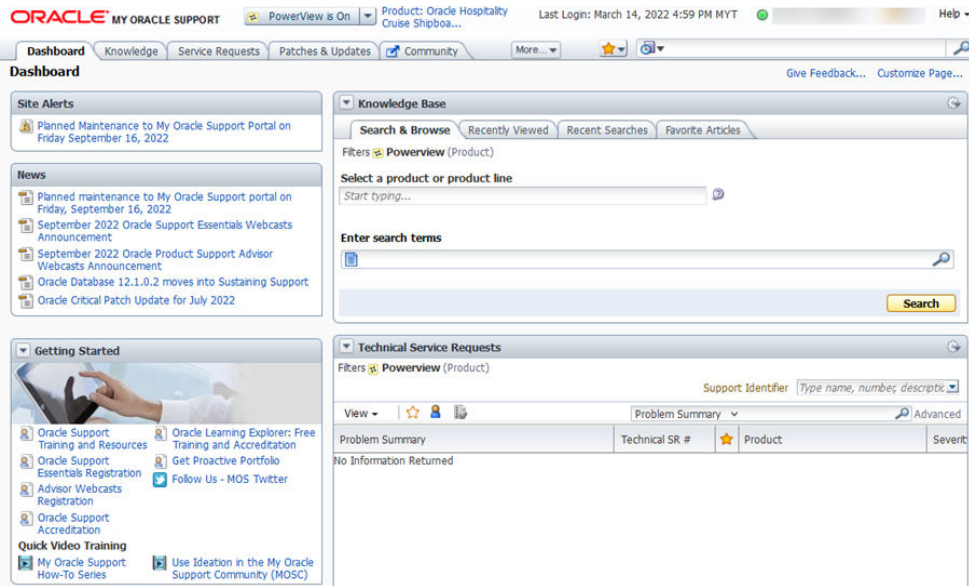 ORACLE MY ORACLE SUPPORT
PowerView is On
Product: Oracle Hospitality
Cruise Shipboa...
Last Login: March 14, 2022 4:59 PM MYT
Help
Dashboard
Knowledge
Service Requests
Patches & Updates
Community
More...
Dashboard
Give Feedback...
Customize Page...
Site Alerts
Planned Maintenance to My Oracle Support Portal on
Friday September 16, 2022
News
Planned maintenance to My Oracle Support portal on
Friday, September 16, 2022
September 2022 Oracle Support Essentials Webcasts
Announcement
September 2022 Oracle Product Support Advisor
Webcasts Announcement
Oracle Database 12.1.0.2 moves into Sustaining Support
Oracle Critical Patch Update for July 2022
Knowledge Base
Search & Browse
Recently Viewed
Recent Searches
Favorite Articles
Filters Powerview (Product)
Select a product or product line
Start typing...
Enter search terms
Search
Getting Started
Oracle Support
Training and Resources
Oracle Support
Essentials Registration
Advisor Webcasts
Registration
Oracle Support
Accreditation
Oracle Learning Explorer: Free
Training and Accreditation
Get Proactive Portfolio
Follow Us - MOS Twitter
Quick Video Training
My Oracle Support
How-To Series
Use Ideation in the My Oracle
Support Community (MOSC)
Technical Service Requests
Filters Powerview (Product)
Support Identifier
Type name, number, descriptic
View
Problem Summary
Advanced
Problem Summary
Technical SR #
Product
Severit
No Information Returned